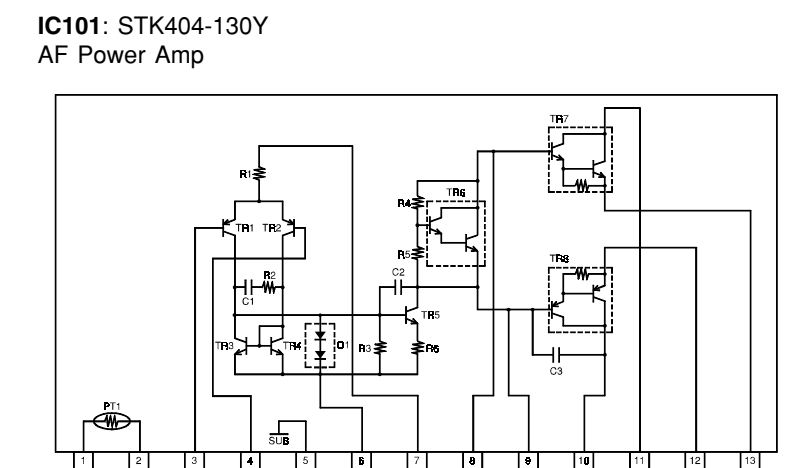 IC101: STK404-130Y
AF Power Amp
TR7
R1
TR6
R4
TR1
TR2
R5
TR8
C2
R2
C1
TR5
TR3
TR4
D1
R3
R6
C3
PT1
SUB
1 2 3 4 5 6 7 8 9 10 11 12 13